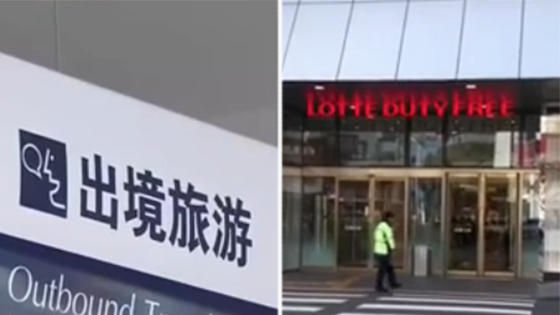 出境旅游
Outbound
LOTTE DUTY FREE